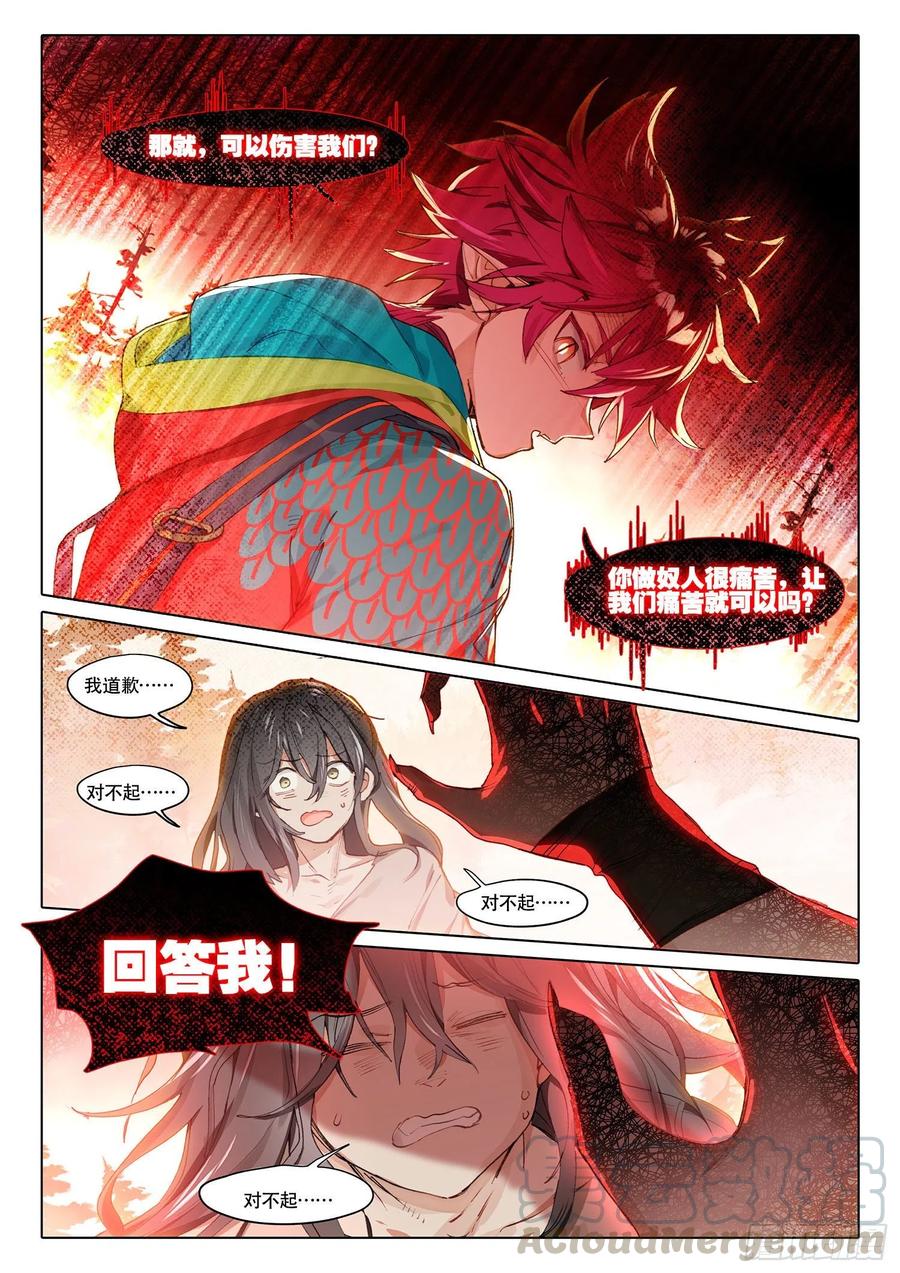 那就，可以伤害我们？
你做奴人很痛苦，让
我们痛苦就可以吗？
我道歉……
对不起……
对不起……
回答我！
对不起……
AcloudMerge.com